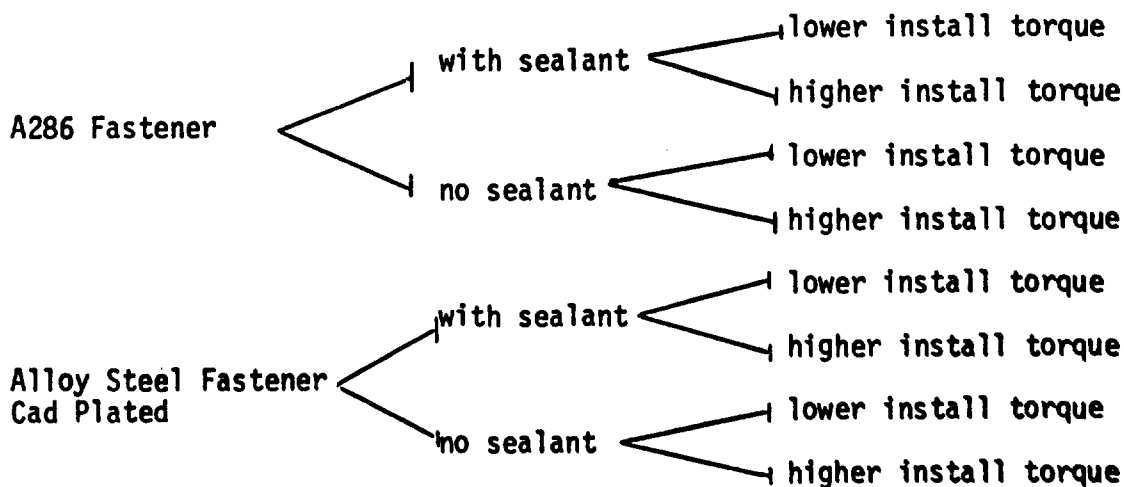 lower install torque
with sealant
higher install torque
A286 Fastener
lower install torque
no sealant
higher install torque
lower install torque
with sealant
higher install torque
Alloy Steel Fastener
Cad Plated
lower install torque
no sealant
higher install torque